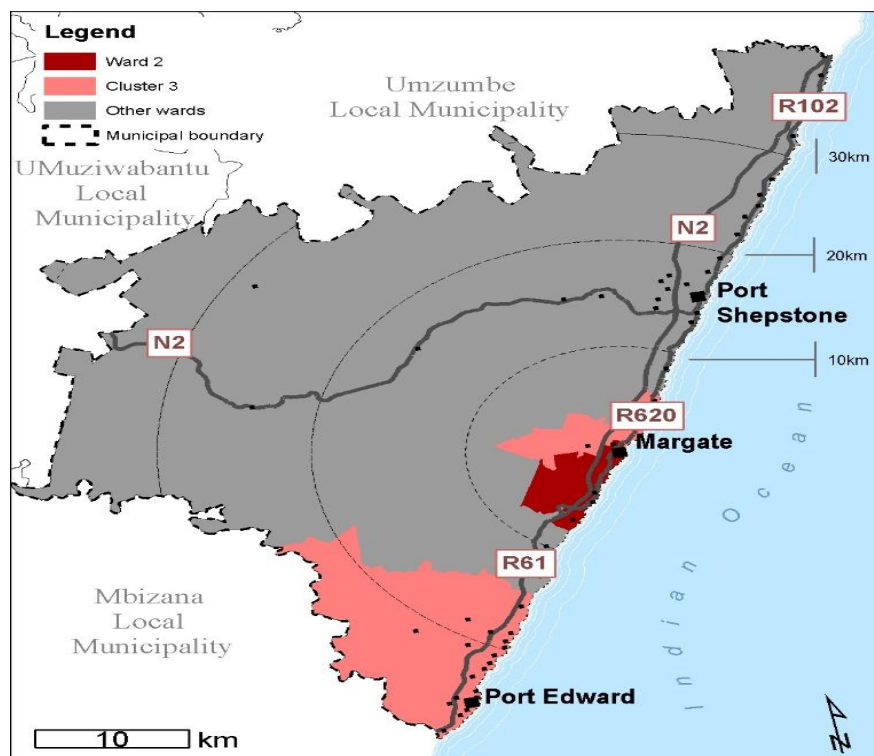 Legend
Ward 2
Cluster 3
Other wards
Municipal boundary
Umzumbe
Local Municipality
R102
30km
UMuziwabantu
Local
Municipality
N2
20km
Port
Shepstone
N2
10km
R620
Margate
R61
Mbizana
Local
Municipality
Indian Ocean
Port Edward
10 km
N